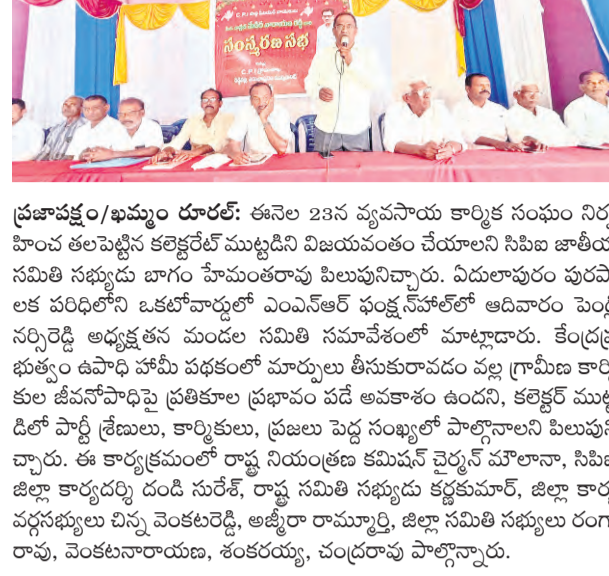 సంస్మరణ సభ
ప్రజాపక్షం/ఖమ్మం రూరల్: ఈనెల 23న వ్యవసాయ కార్మిక సంఘం నిర్వ
హించ తలపెట్టిన కలెక్టరేట్ ముట్టడిని విజయవంతం చేయాలని సిపిఐ జాతీయ
సమితి సభ్యుడు బాగం హేమంతరావు పిలుపునిచ్చారు. ఏదులాపురం పురపా
లక పరిధిలోని ఒకటోవార్డులో ఎంఎన్ఆర్ ఫంక్షన్‌హాల్‌లో ఆదివారం పెంట్లి
నర్సిరెడ్డి అధ్యక్షతన మండల సమితి సమావేశంలో మాట్లాడారు. కేంద్రప్ర
భుత్వం ఉపాధి హామీ పథకంలో మార్పులు తీసుకురావడం వల్ల గ్రామీణ కార్మి
కుల జీవనోపాధిపై ప్రతికూల ప్రభావం పడే అవకాశం ఉందని, కలెక్టర్ ముట్ట
డిలో పార్టీ శ్రేణులు, కార్మికులు, ప్రజలు పెద్ద సంఖ్యలో పాల్గొనాలని పిలుపుని
చ్చారు. ఈ కార్యక్రమంలో రాష్ట్ర నియంత్రణ కమిషన్ చైర్మన్ మౌలానా, సిపిఐ
జిల్లా కార్యదర్శి దండి సురేశ్, రాష్ట్ర సమితి సభ్యుడు కర్ణకుమార్, జిల్లా కార్య
వర్గసభ్యులు చిన్న వెంకటరెడ్డి, అజ్మీరా రామ్మూర్తి, జిల్లా సమితి సభ్యులు రంగా
రావు, వెంకటనారాయణ, శంకరయ్య, చంద్రరావు పాల్గొన్నారు.